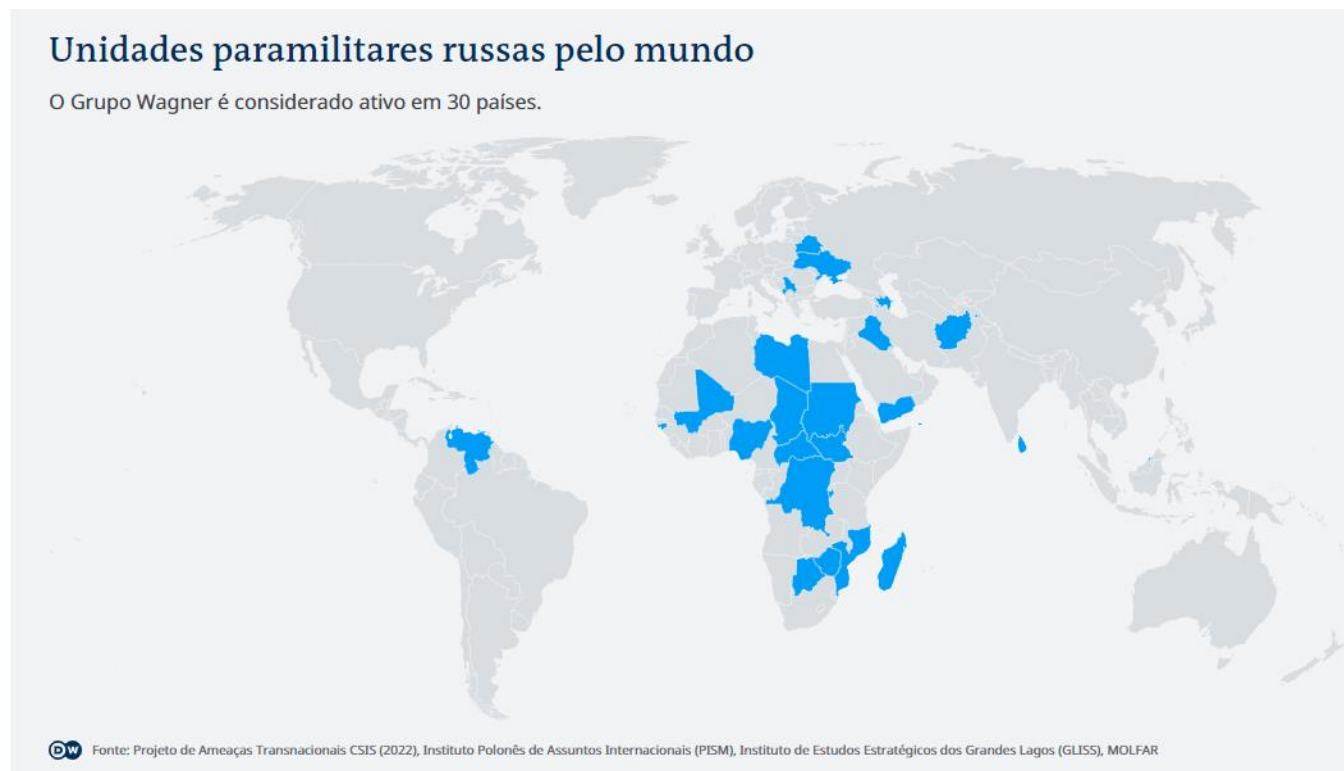 Unidades paramilitares russas pelo mundo
O Grupo Wagner é considerado ativo em 30 países.
DW Fonte: Projeto de Ameaças Transnacionais CSIS (2022), Instituto Polonês de Assuntos Internacionais (PISM), Instituto de Estudos Estratégicos dos Grandes Lagos (GLISS), MOLFAR